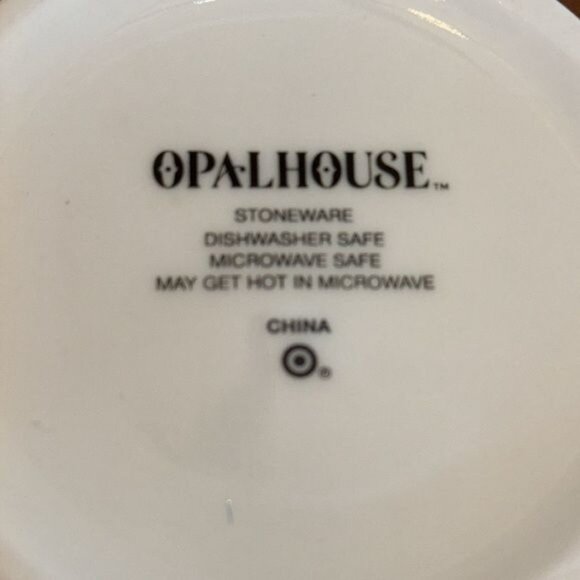 OPALHOUSE™
STONEWARE
DISHWASHER SAFE
MICROWAVE SAFE
MAY GET HOT IN MICROWAVE
CHINA
®